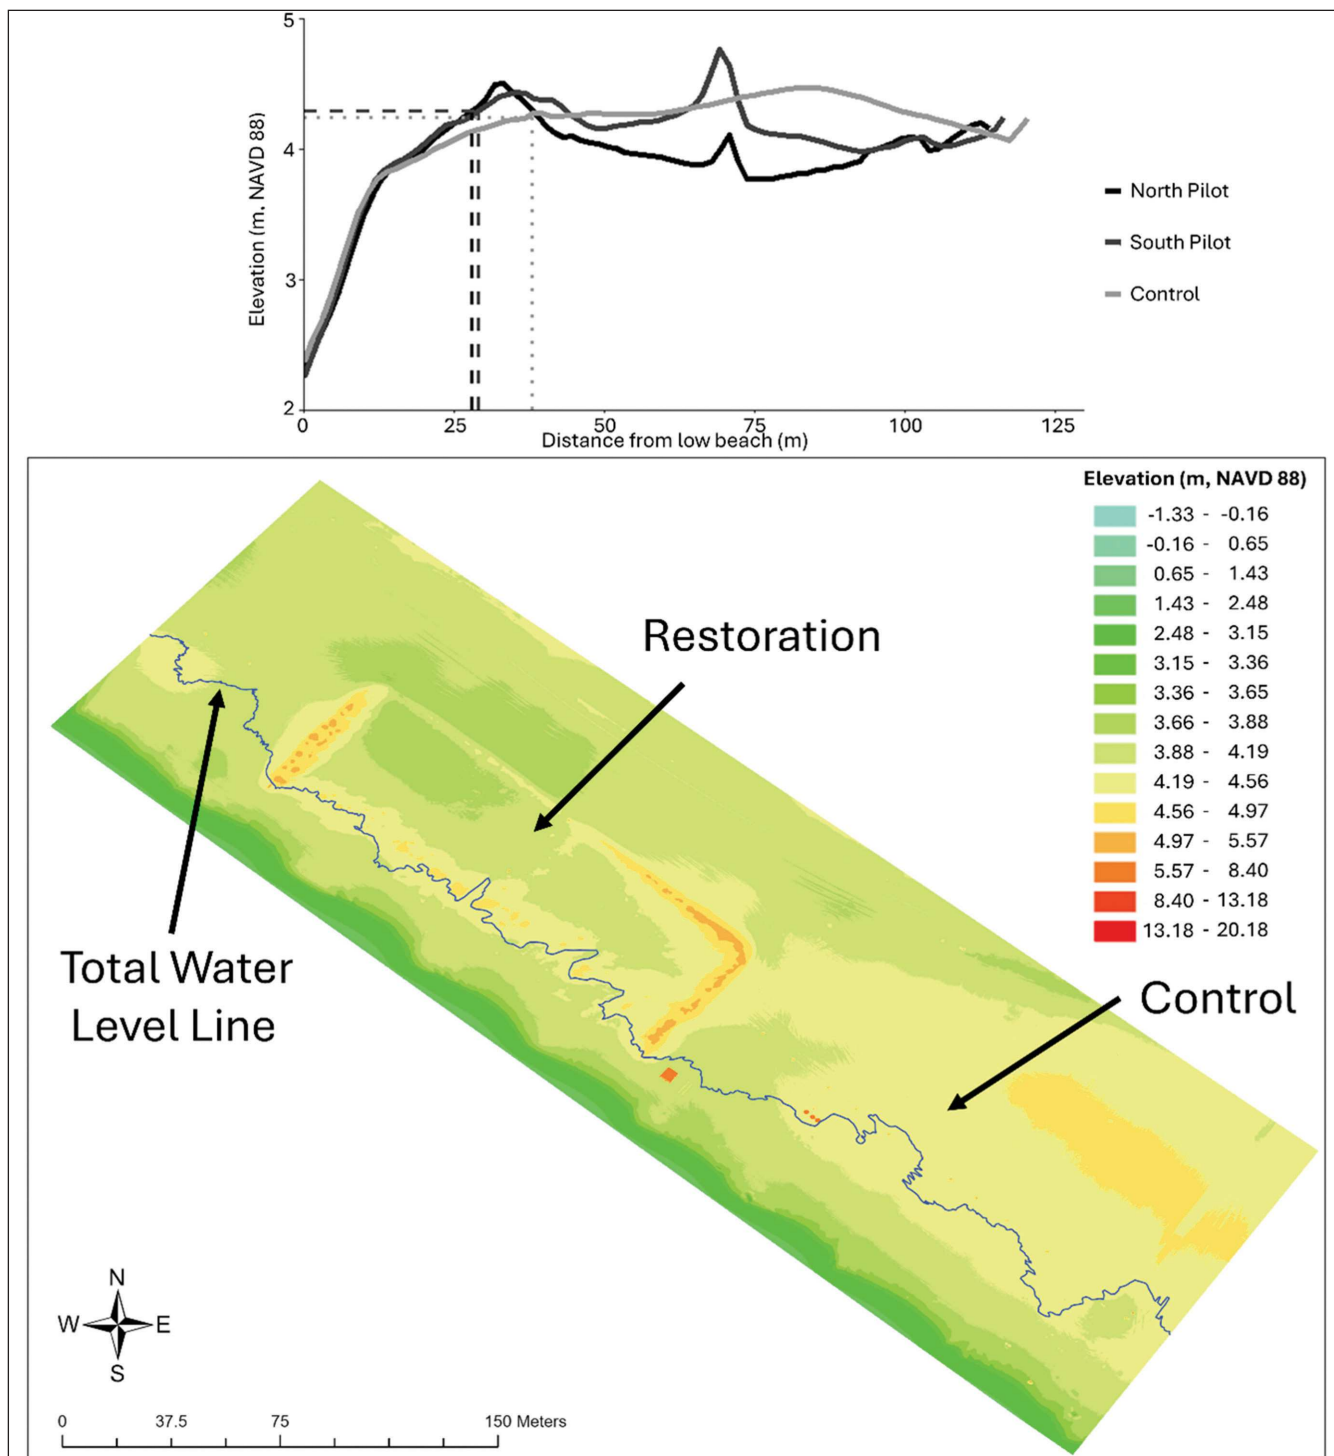 5
4
3
2
Elevation (m, NAVD 88)
0
25
50
75
100
125
Distance from low beach (m)
North Pilot
South Pilot
Control
Elevation (m, NAVD 88)
-1.33 - -0.16
-0.16 - 0.65
0.65 - 1.43
1.43 - 2.48
2.48 - 3.15
3.15 - 3.36
3.36 - 3.65
3.66 - 3.88
3.88 - 4.19
4.19 - 4.56
4.56 - 4.97
4.97 - 5.57
5.57 - 8.40
8.40 - 13.18
13.18 - 20.18
Restoration
Total Water
Level Line
Control
N
W E
S
0 37.5 75 150 Meters